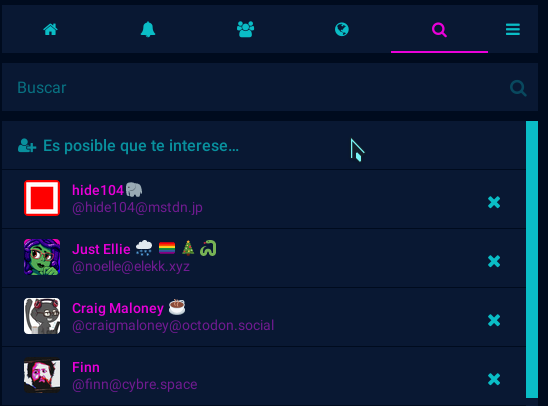 Buscar
Es posible que te interese…
hide104🐘
@hide104@mstdn.jp
Just Ellie 🌨 🏳️‍🌈 🎄 🐍
@noelle@elekk.xyz
Craig Maloney ☕
@craigmaloney@octodon.social
Finn
@finn@cybre.space